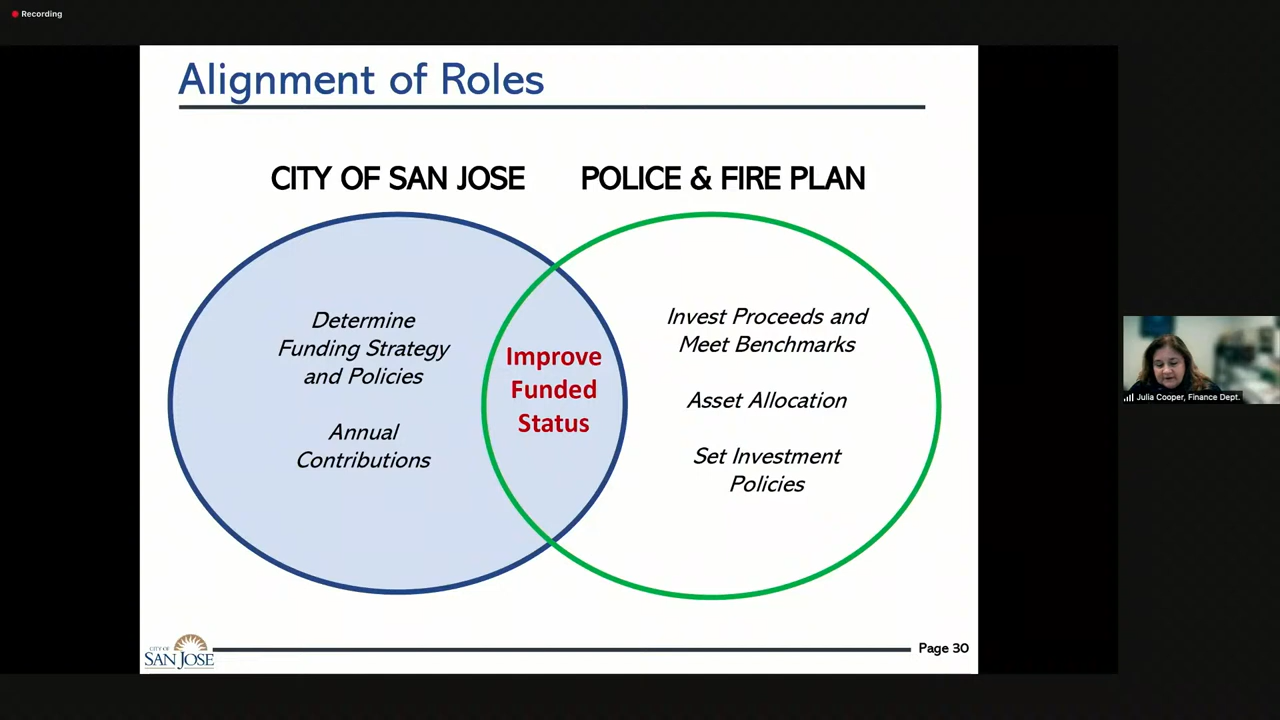 Recording
Alignment of Roles
CITY OF SAN JOSE
POLICE & FIRE PLAN
Determine
Funding Strategy
and Policies
Annual
Contributions
Improve
Funded
Status
Invest Proceeds and
Meet Benchmarks
Asset Allocation
Set Investment
Policies
Julia Cooper, Finance Dept.
CITY OF
SAN JOSE
Page 30